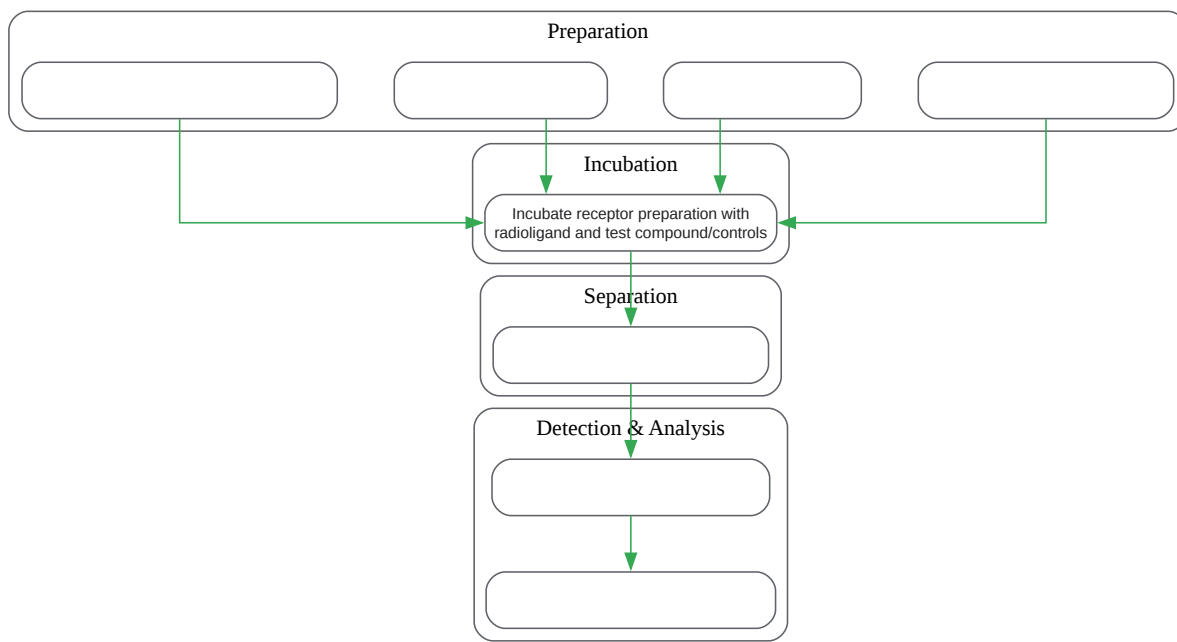 Preparation
Incubation
Incubate receptor preparation with
radioligand and test compound/controls
Separation
Detection & Analysis